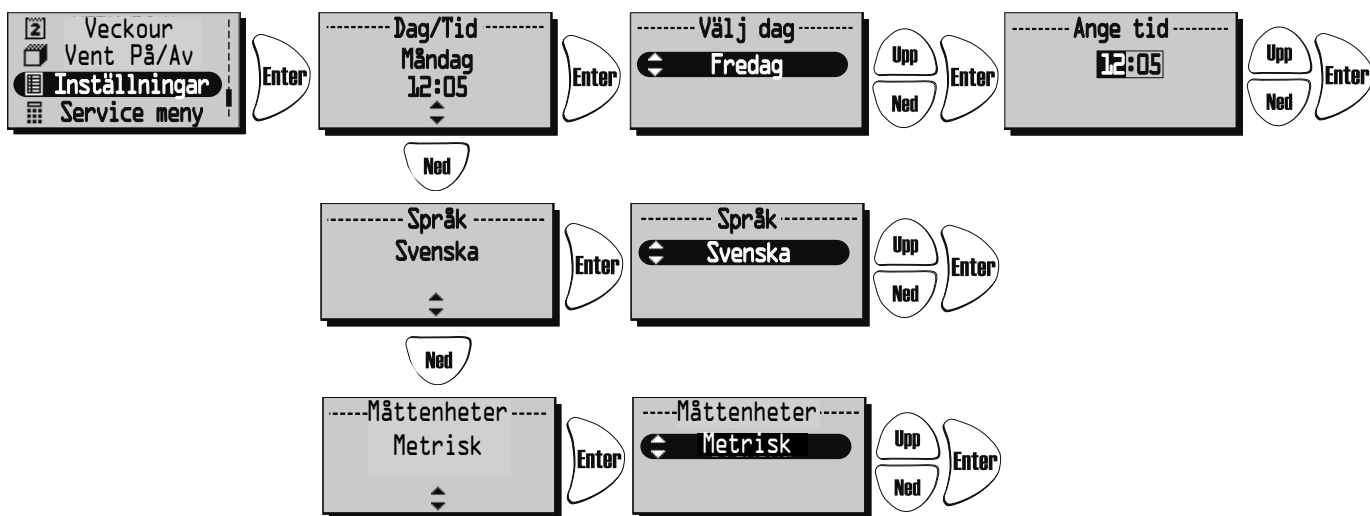 2 Veckour
Vent På/Av
Inställningar
Service meny
Enter
Dag/Tid
Måndag
12:05
Enter
Välj dag
Fredag
Upp
Ned
Enter
Ange tid
12:05
Upp
Ned
Enter
Ned
Språk
Svenska
Enter
Språk
Svenska
Upp
Ned
Enter
Ned
Måttenheter
Metrisk
Enter
Måttenheter
Metrisk
Upp
Ned
Enter